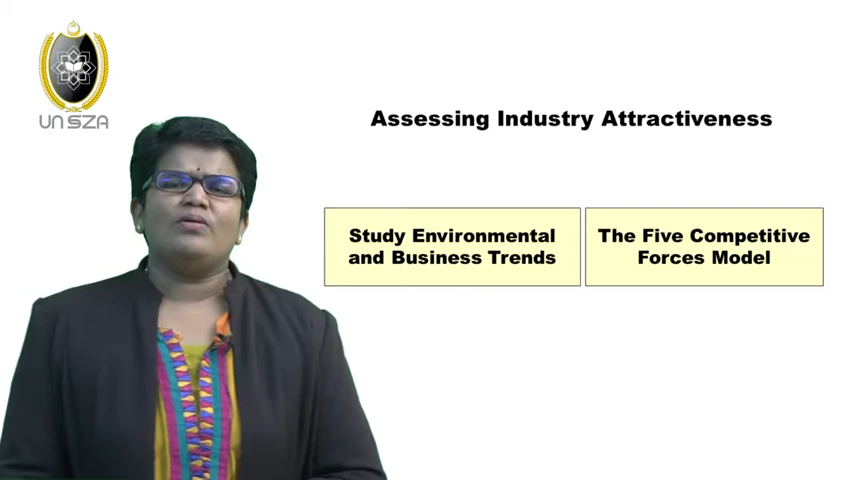 UniSZA
Assessing Industry Attractiveness
Study Environmental
and Business Trends
The Five Competitive
Forces Model